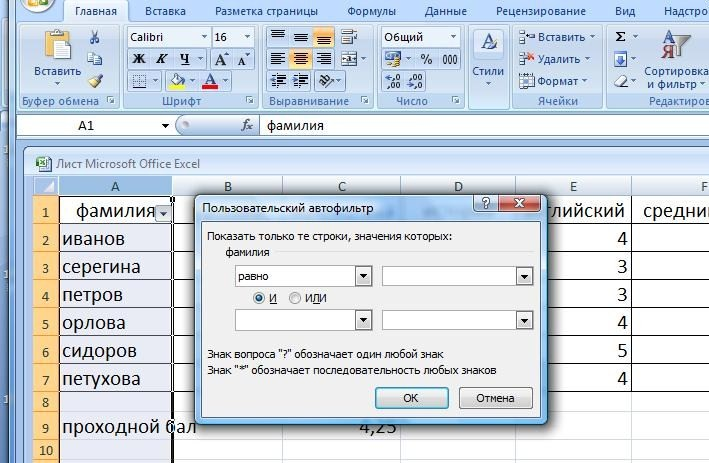 Главная Вставка Разметка страницы Формулы Данные Рецензирование Вид Надстро
Вставить
Calibri 16
Ж К Ч А А
Общий
% 000
Стили
Вставить
Удалить
Формат
Σ
Сортировка
и фильтр
Буфер обмена Шрифт Выравнивание Число Ячейки Редактиро
A1 fx фамилия
Лист Microsoft Office Excel
A B C D E F
1 фамилия глийский средни
2 иванов 4
3 серегина 3
4 петров 3
5 орлова 4
6 сидоров 5
7 петухова 4
8
9 проходной бал 4,25
10
Пользовательский автофильтр
Показать только те строки, значения которых:
фамилия
равно
И ИЛИ
Знак вопроса "?" обозначает один любой знак
Знак "*" обозначает последовательность любых знаков
ОК Отмена